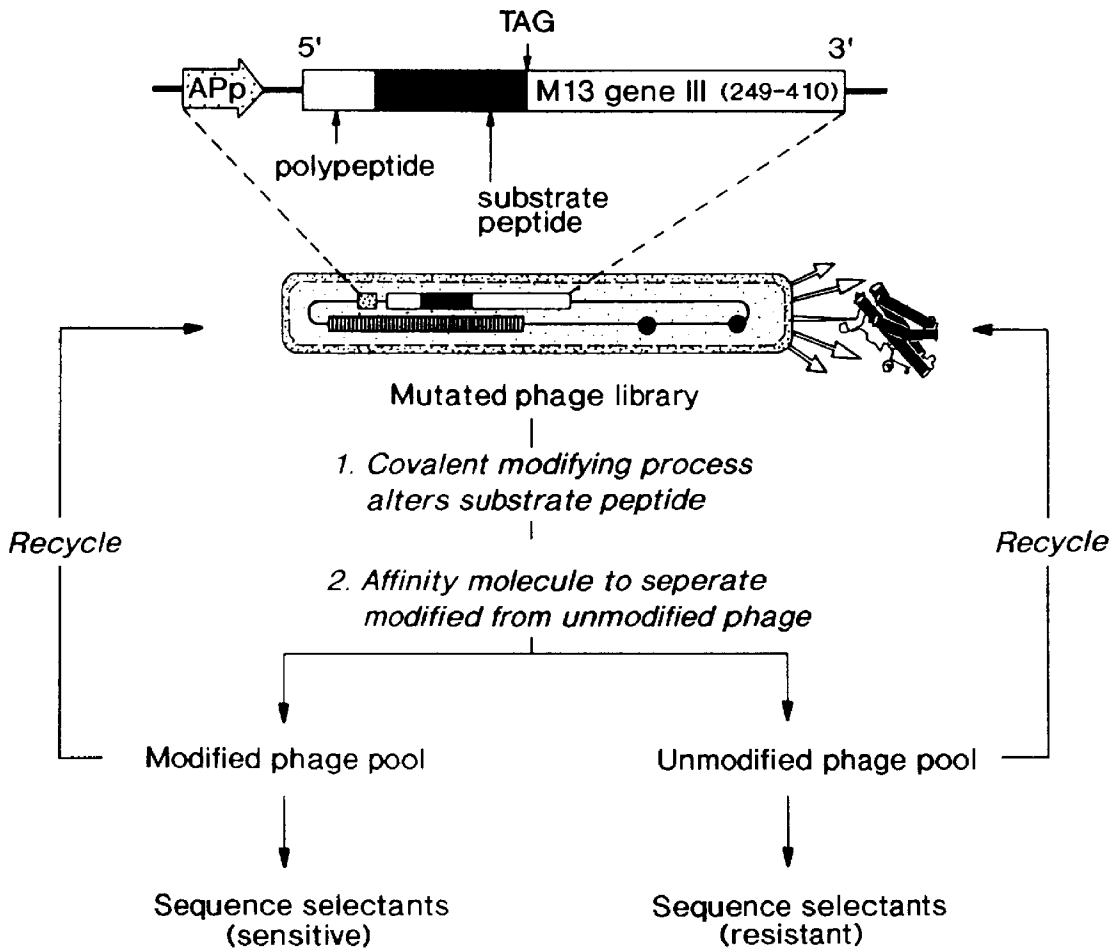 TAG
5'
3'
APp
M13 gene III (249-410)
polypeptide
substrate
peptide
Mutated phage library
1. Covalent modifying process
alters substrate peptide
Recycle
Recycle
2. Affinity molecule to seperate
modified from unmodified phage
Modified phage pool
Unmodified phage pool
Sequence selectants
(sensitive)
Sequence selectants
(resistant)